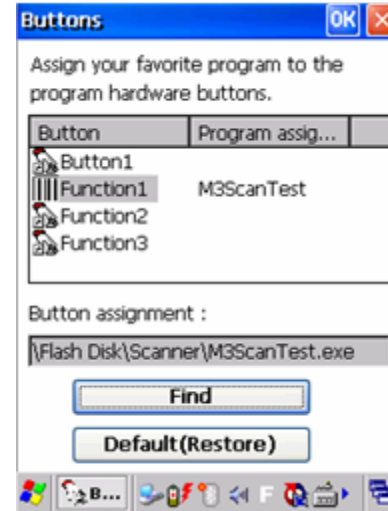 Buttons OK
Assign your favorite program to the
program hardware buttons.
Button Program assig...
Button1
Function1 M3ScanTest
Function2
Function3
Button assignment :
\Flash Disk\Scanner\M3ScanTest.exe
Find
Default(Restore)
B... F